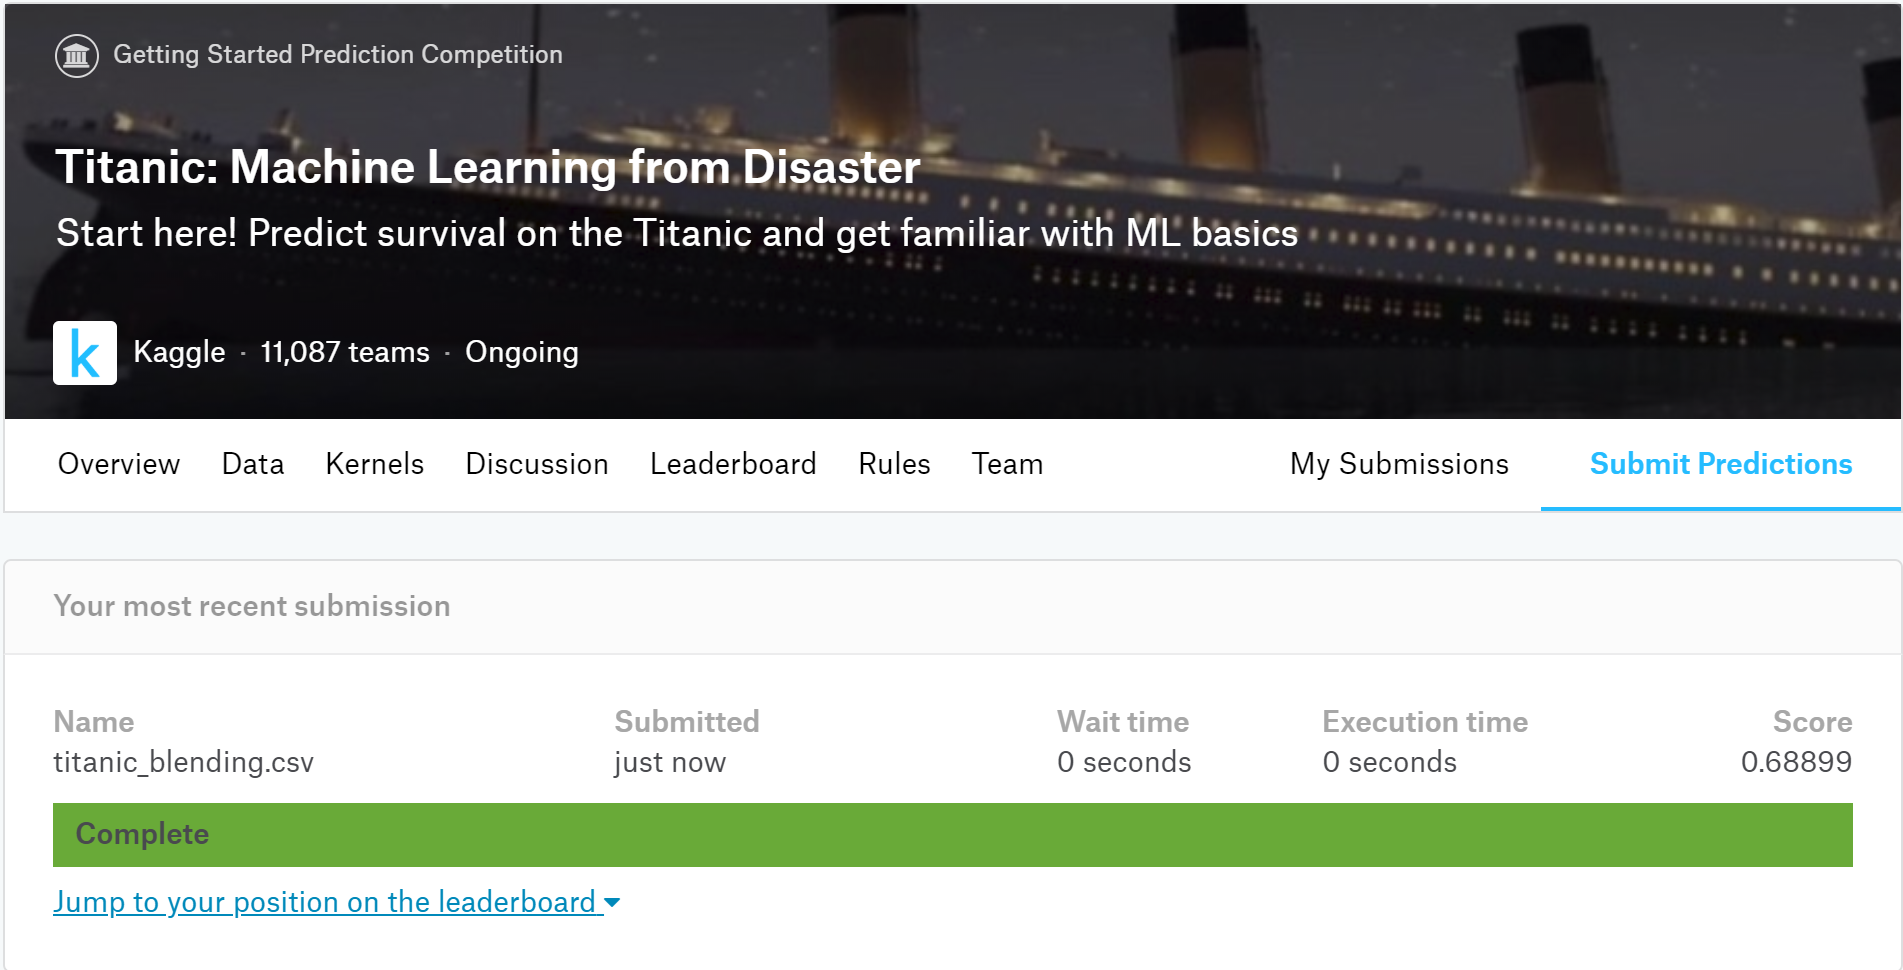 Getting Started Prediction Competition
Titanic: Machine Learning from Disaster
Start here! Predict survival on the Titanic and get familiar with ML basics
k Kaggle · 11,087 teams · Ongoing
Overview Data Kernels Discussion Leaderboard Rules Team My Submissions Submit Predictions
Your most recent submission
Name Submitted Wait time Execution time Score
titanic_blending.csv just now 0 seconds 0 seconds 0.68899
Complete
Jump to your position on the leaderboard